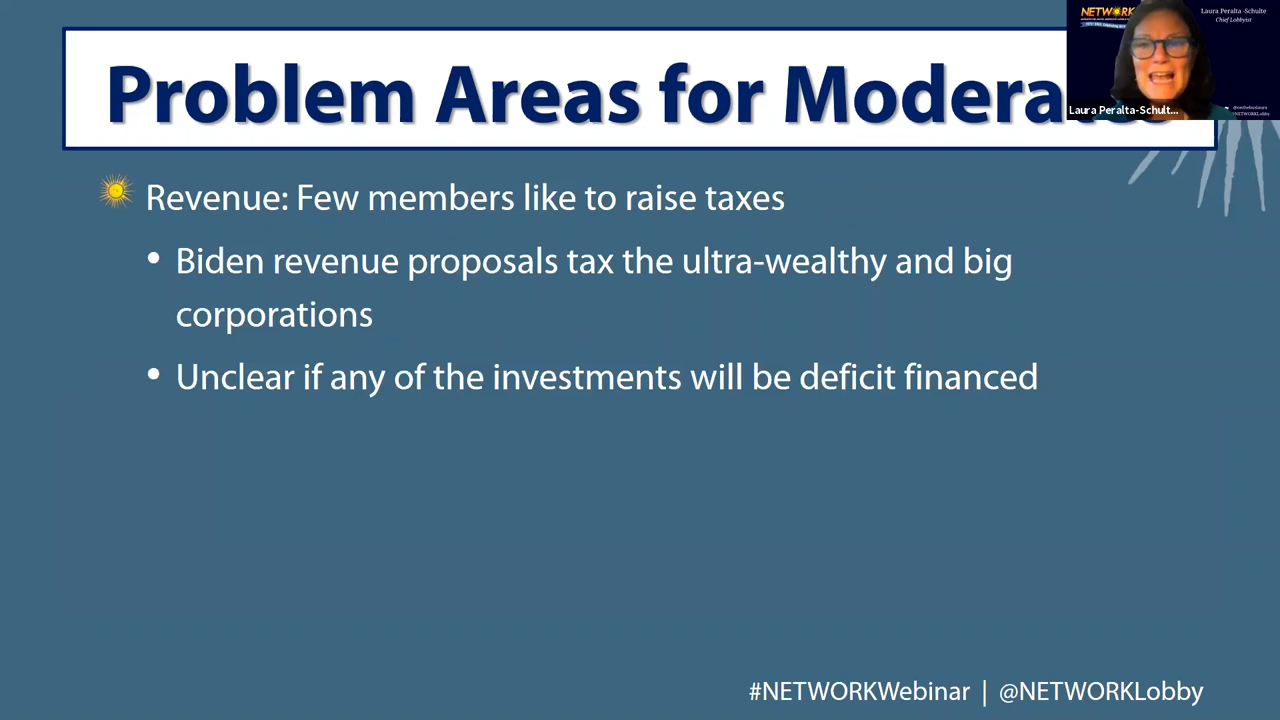 NETWORK
Laura Peralta -Schulte
Chief Lobbyist
Problem Areas for Modera
Laura Peralta-Schult...
Revenue: Few members like to raise taxes
• Biden revenue proposals tax the ultra-wealthy and big
corporations
• Unclear if any of the investments will be deficit financed
#NETWORKWebinar | @NETWORKLobby